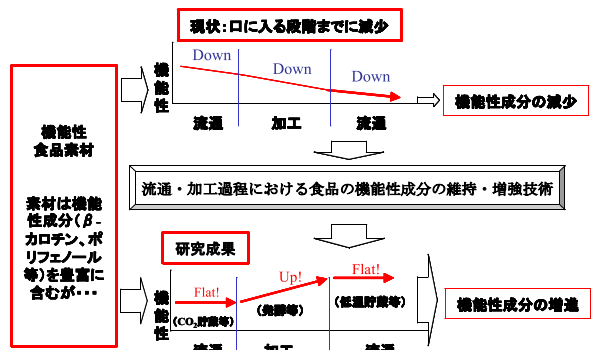 現状：口に入る段階までに減少
機能性
Down
Down
Down
流通
加工
流通
機能性成分の減少
機能性
食品素材
素材は機能
性成分（β-
カロチン、ポ
リフェノール
等）を豊富に
含むが・・・
流通・加工過程における食品の機能性成分の維持・増強技術
研究成果
機能性
Flat!
Up!
Flat!
（CO2貯蔵等）
（発酵等）
（低温貯蔵等）
流通
加工
流通
機能性成分の増進